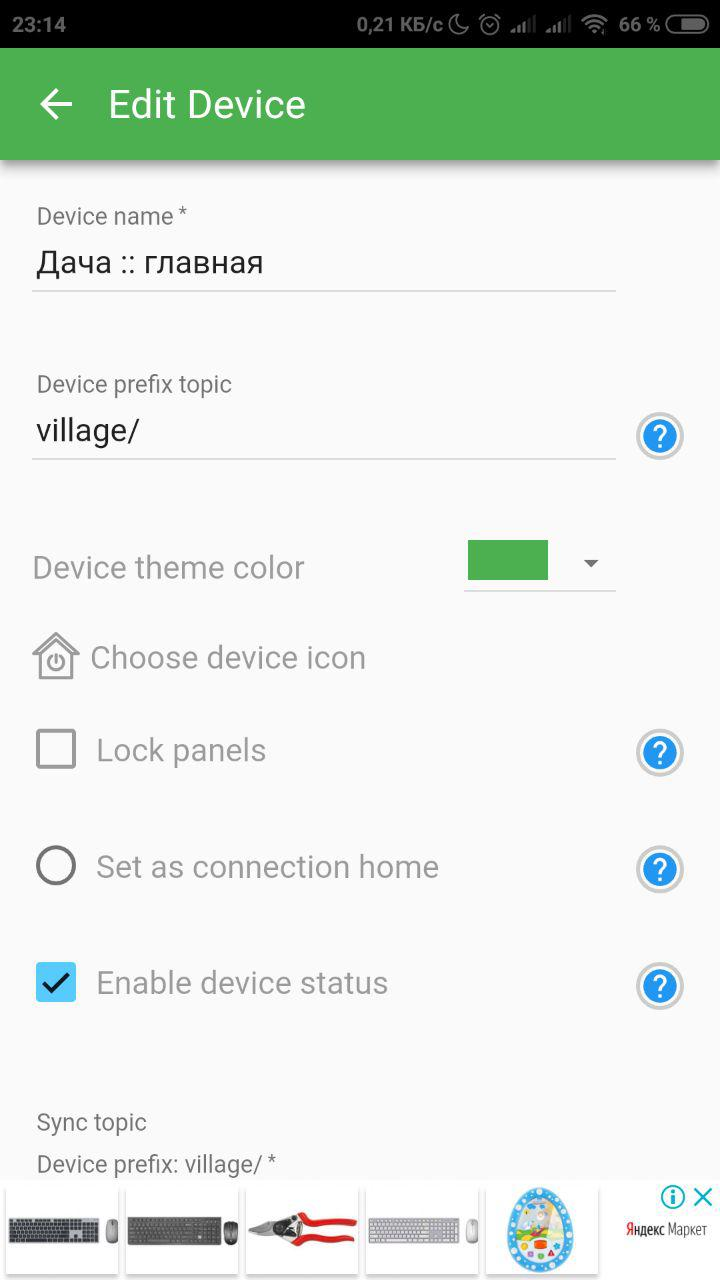 23:14 0,21 КБ/с 66 %
Edit Device
Device name *
Дача :: главная
Device prefix topic
village/
?
Device theme color
Choose device icon
Lock panels ?
Set as connection home ?
Enable device status ?
Sync topic
Device prefix: village/ *
Яндекс Маркет